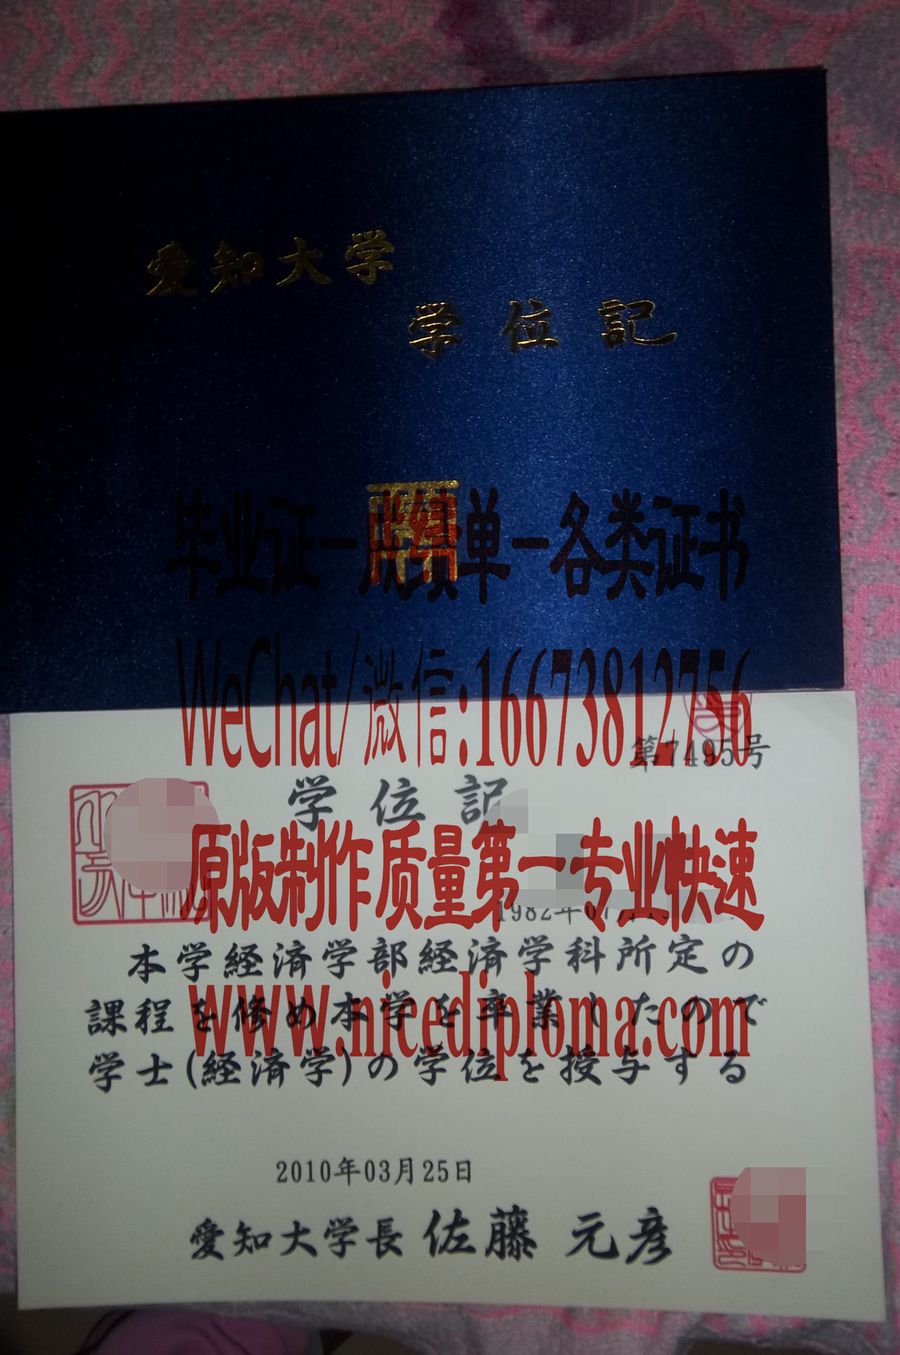 愛知大学
学位記
毕业证一成绩单一各类证书
WeChat/微信:16673812756
第7495号
学位記
原版制作质量第一专业快速
本学経済学部経済学科所定の
www.nicediploma.com
課程を修め本学を卒業したので
学士(経済学)の学位を授与する
2010年03月25日
愛知大学長 佐藤 元彦